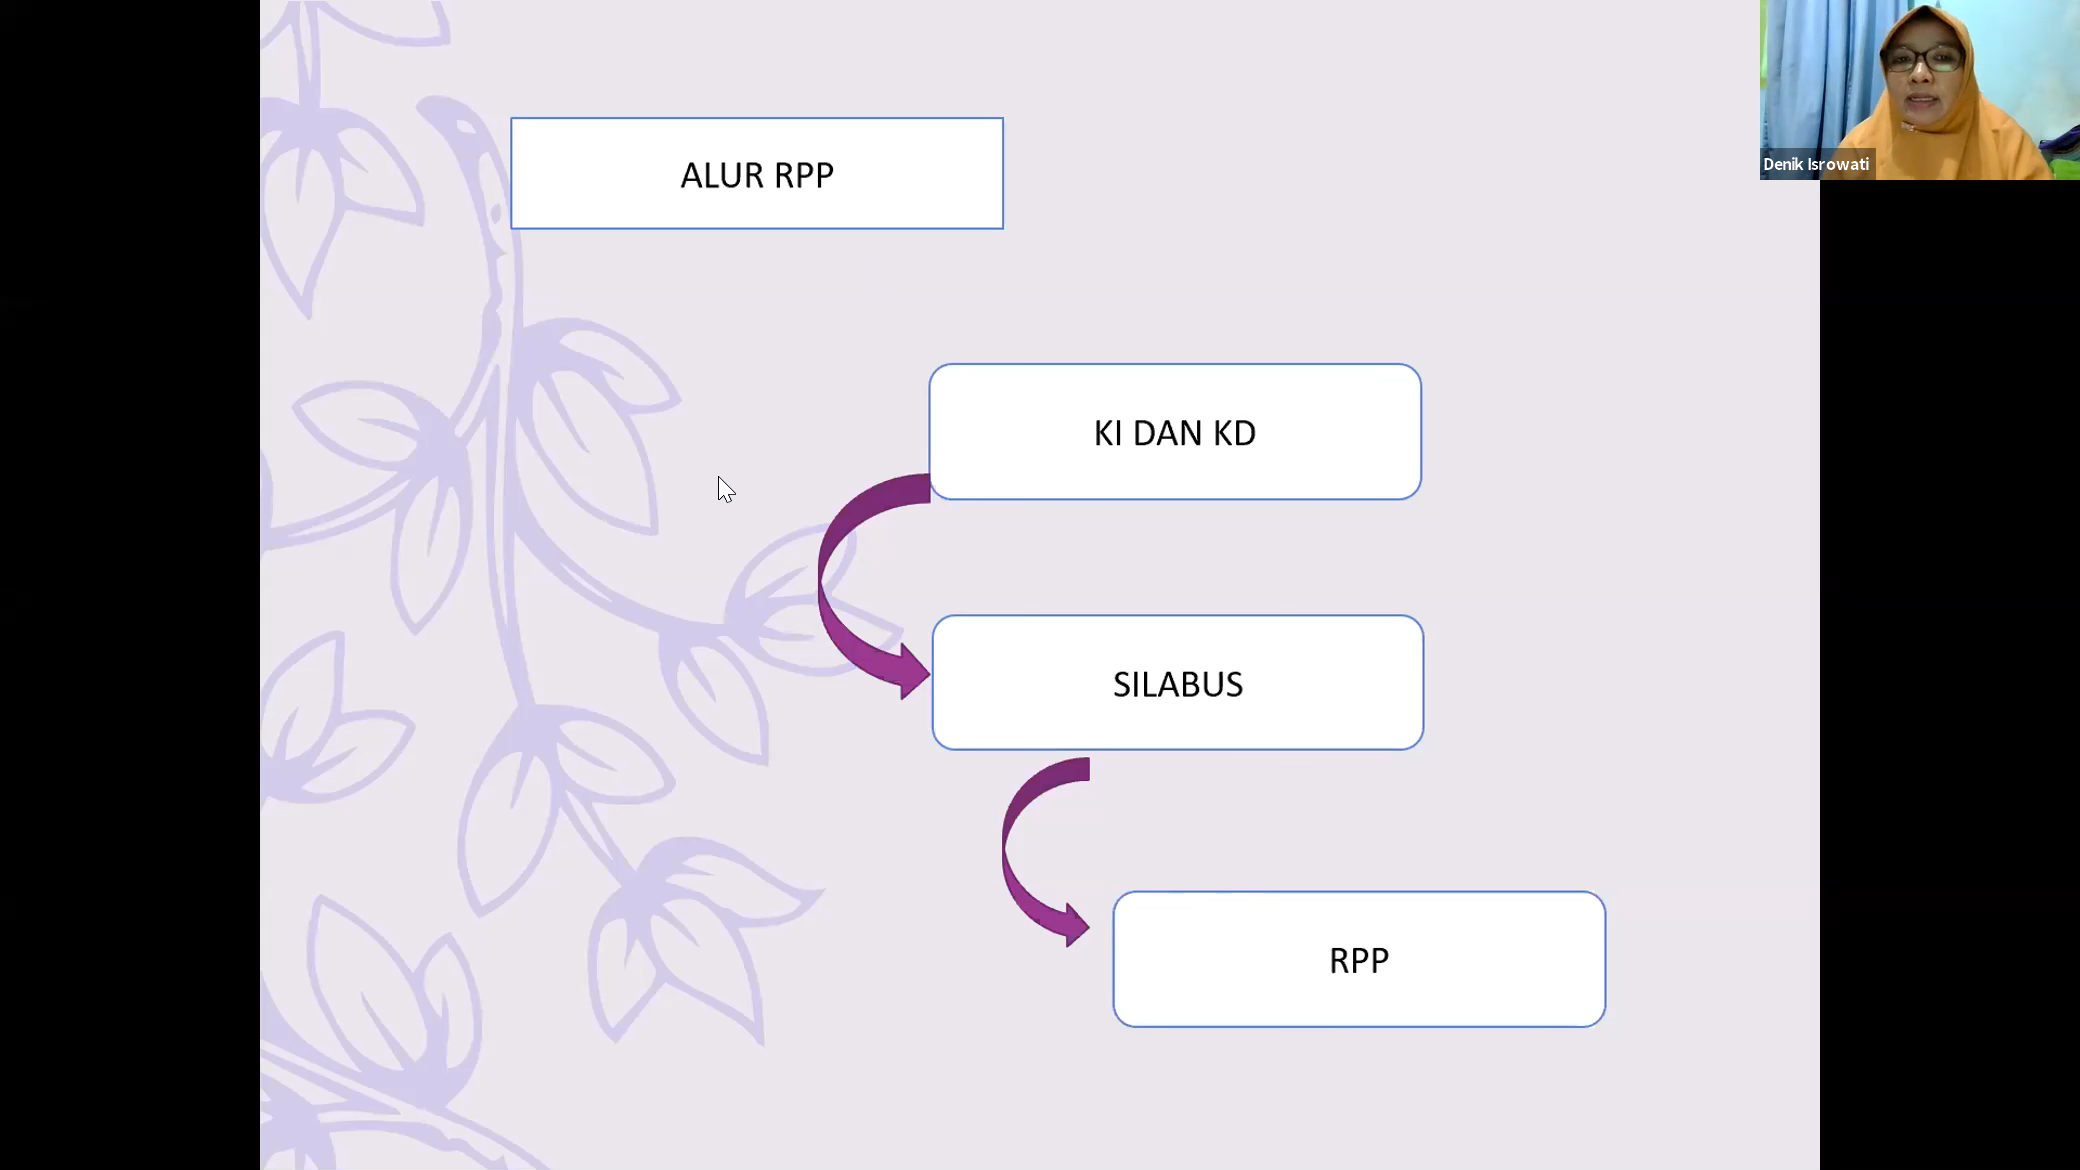 ALUR RPP
Denik Isrowati
KI DAN KD
SILABUS
RPP